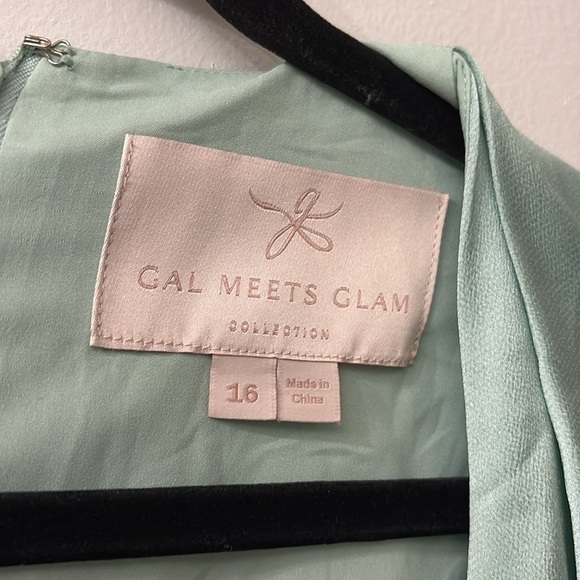 GAL MEETS GLAM
COLLECTION
16
Made in
China